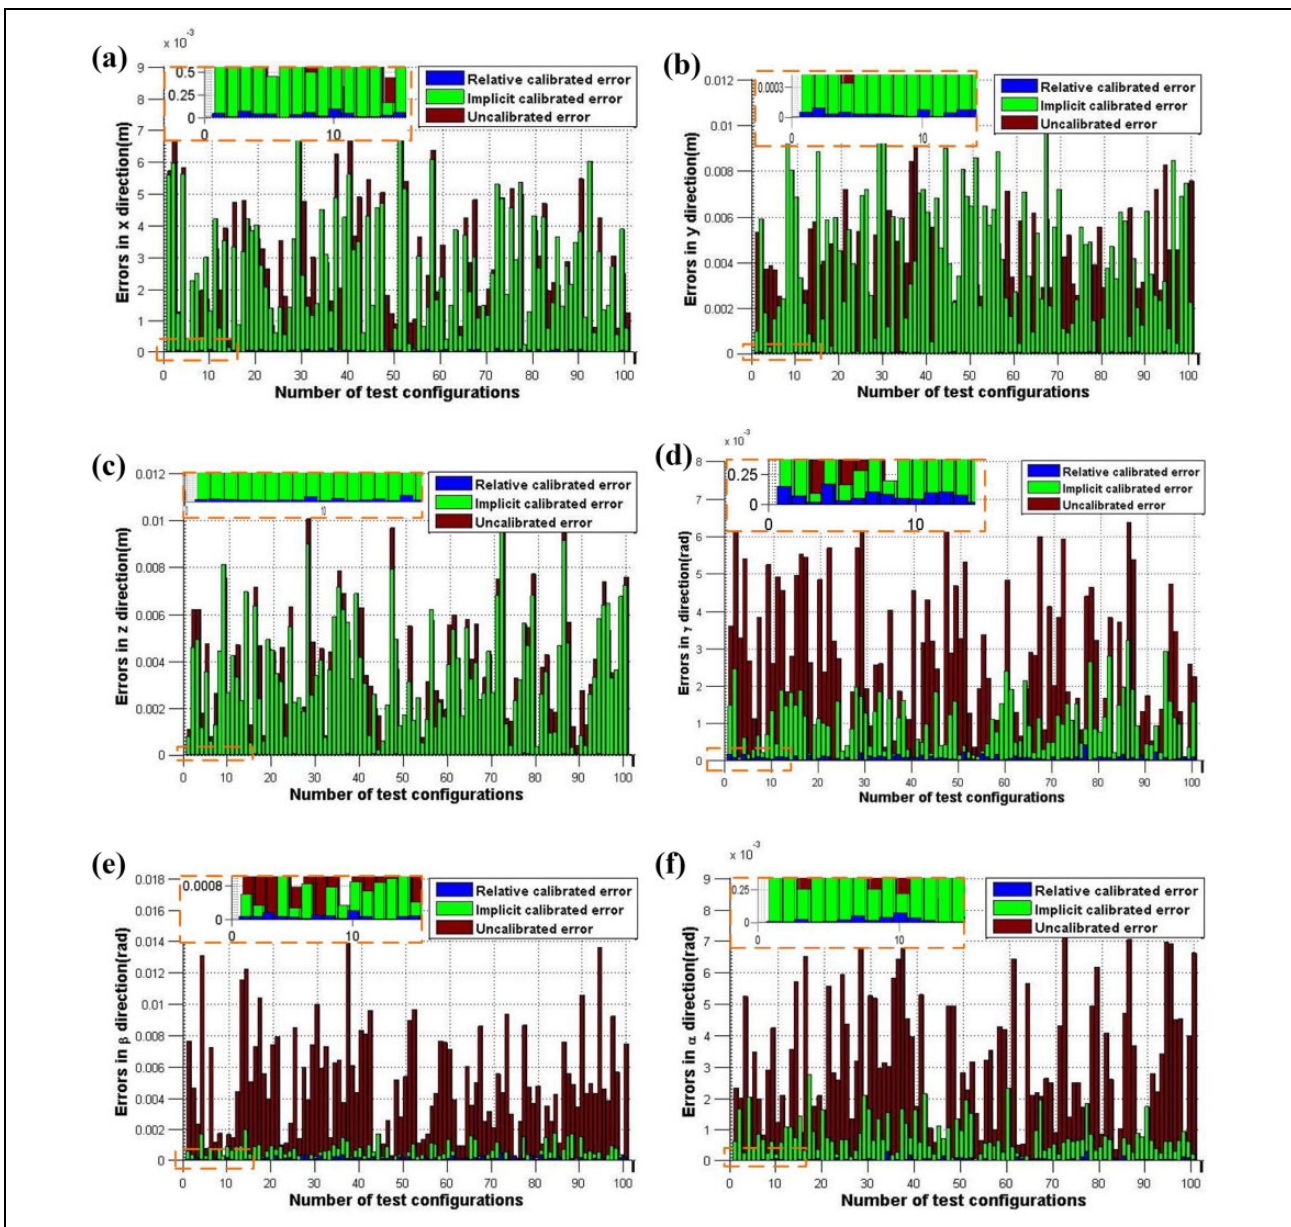 (a)
x 10⁻³
9
8
7
6
5
4
3
2
1
0
0.5
0.25
0
0 10
Relative calibrated error
Implicit calibrated error
Uncalibrated error
Errors in x direction(m)
0 10 20 30 40 50 60 70 80 90 100
Number of test configurations
(b)
0.012
0.01
0.008
0.006
0.004
0.002
0
0.0003
0
0 10
Relative calibrated error
Implicit calibrated error
Uncalibrated error
Errors in y direction(m)
0 10 20 30 40 50 60 70 80 90 100
Number of test configurations
(c)
0.012
0.01
0.008
0.006
0.004
0.002
0
10
Relative calibrated error
Implicit calibrated error
Uncalibrated error
Errors in z direction(m)
0 10 20 30 40 50 60 70 80 90 100
Number of test configurations
(d)
x 10⁻³
8
7
6
5
4
3
2
1
0
0.25
0
0 10
Relative calibrated error
Implicit calibrated error
Uncalibrated error
Errors in γ direction(rad)
0 10 20 30 40 50 60 70 80 90 100
Number of test configurations
(e)
0.018
0.016
0.014
0.012
0.01
0.008
0.006
0.004
0.002
0
0.0008
0
0 10
Relative calibrated error
Implicit calibrated error
Uncalibrated error
Errors in β direction(rad)
0 10 20 30 40 50 60 70 80 90 100
Number of test configurations
(f)
x 10⁻³
9
8
7
6
5
4
3
2
1
0
0.25
0
0 10
Relative calibrated error
Implicit calibrated error
Uncalibrated error
Errors in α direction(rad)
0 10 20 30 40 50 60 70 80 90 100
Number of test configurations